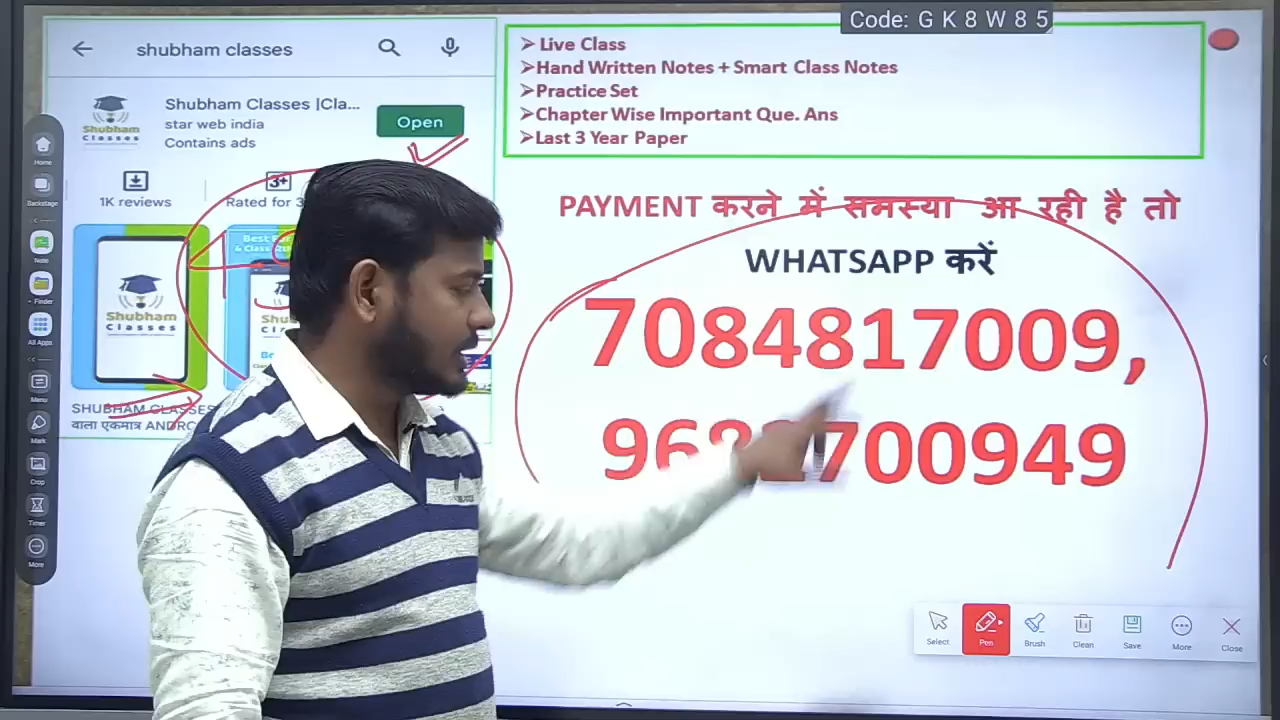 Code: G K 8 W 8 5
shubham classes
Shubham Classes |Cla...
star web india
Contains ads
Open
1K reviews
3+
Rated for 3
Shubham
Classes
Shubham
Classes
SHUBHAM CLASSES
वाला एकमात्र
➢ Live Class
➢Hand Written Notes + Smart Class Notes
➢Practice Set
➢Chapter Wise Important Que. Ans
➢Last 3 Year Paper
PAYMENT करने में समस्या आ रही है तो
WHATSAPP करें
7084817009,
700949
Home
Backstage
Note
Finder
All Apps
Menu
Mark
Crop
Timer
More
Select
Pen
Brush
Clean
Save
More
Close